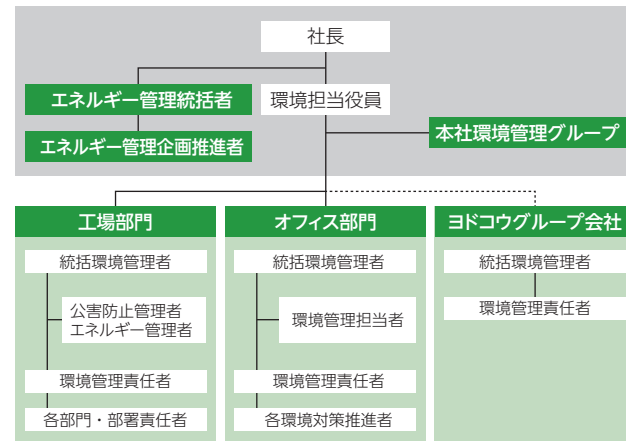 社長
エネルギー管理統括者
環境担当役員
エネルギー管理企画推進者
本社環境管理グループ
工場部門
統括環境管理者
公害防止管理者
エネルギー管理者
環境管理責任者
各部門・部署責任者
オフィス部門
統括環境管理者
環境管理担当者
環境管理責任者
各環境対策推進者
ヨドコウグループ会社
統括環境管理者
環境管理責任者